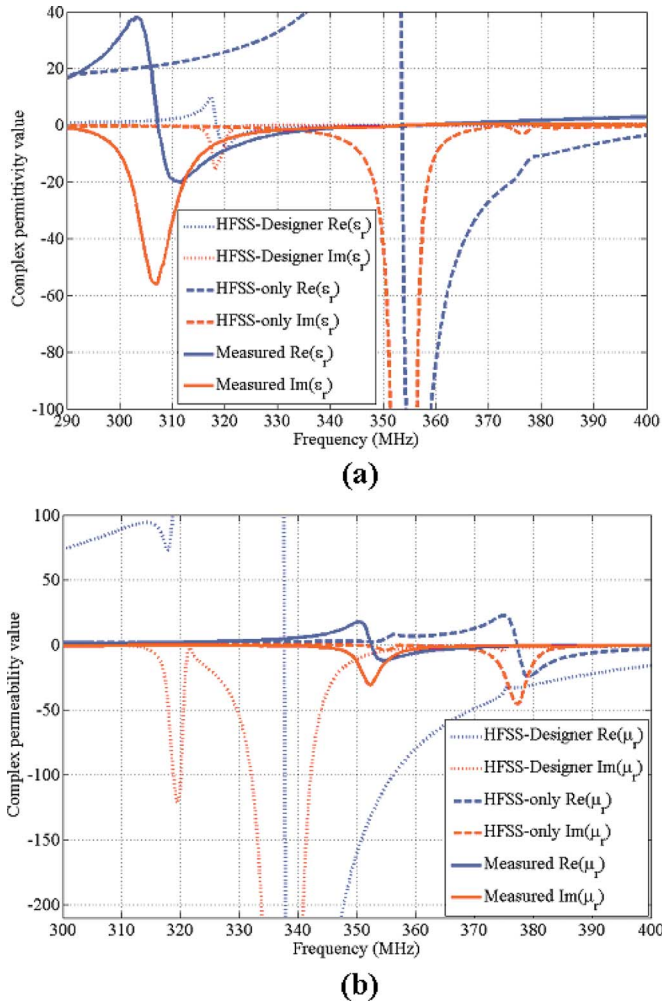 40
20
0
-20
-40
-60
-80
-100
Complex permittivity value
HFSS-Designer Re(εr)
HFSS-Designer Im(εr)
HFSS-only Re(εr)
HFSS-only Im(εr)
Measured Re(εr)
Measured Im(εr)
290 300 310 320 330 340 350 360 370 380 390 400
Frequency (MHz)
(a)
100
50
0
-50
-100
-150
-200
Complex permeability value
HFSS-Designer Re(μr)
HFSS-Designer Im(μr)
HFSS-only Re(μr)
HFSS-only Im(μr)
Measured Re(μr)
Measured Im(μr)
300 310 320 330 340 350 360 370 380 390 400
Frequency (MHz)
(b)